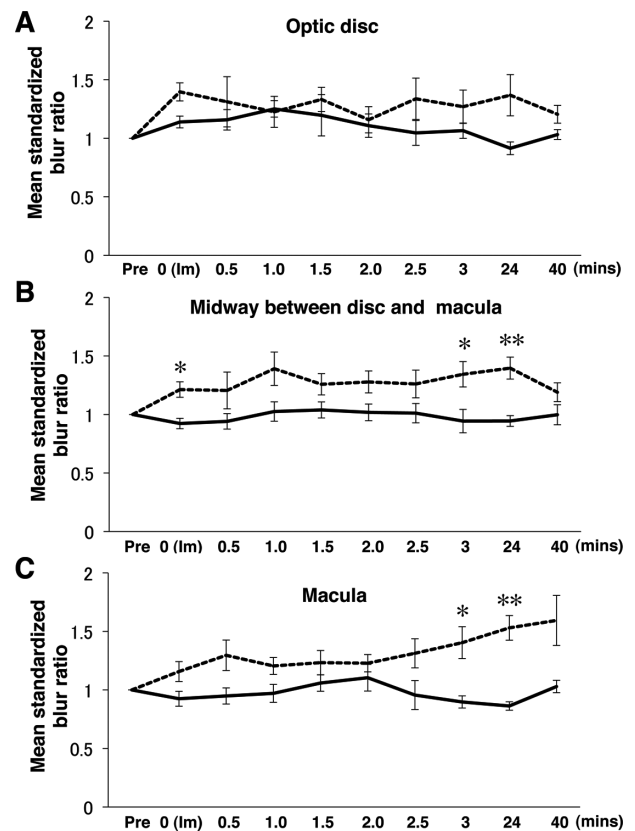 A
Optic disc
Mean standardized
blur ratio
2
1.5
1
0.5
0
Pre 0 (Im) 0.5 1.0 1.5 2.0 2.5 3 24 40 (mins)
B
Midway between disc and macula
Mean standardized
blur ratio
2
1.5
1
0.5
0
* * **
Pre 0 (Im) 0.5 1.0 1.5 2.0 2.5 3 24 40 (mins)
C
Macula
Mean standardized
blur ratio
2
1.5
1
0.5
0
* **
Pre 0 (Im) 0.5 1.0 1.5 2.0 2.5 3 24 40 (mins)